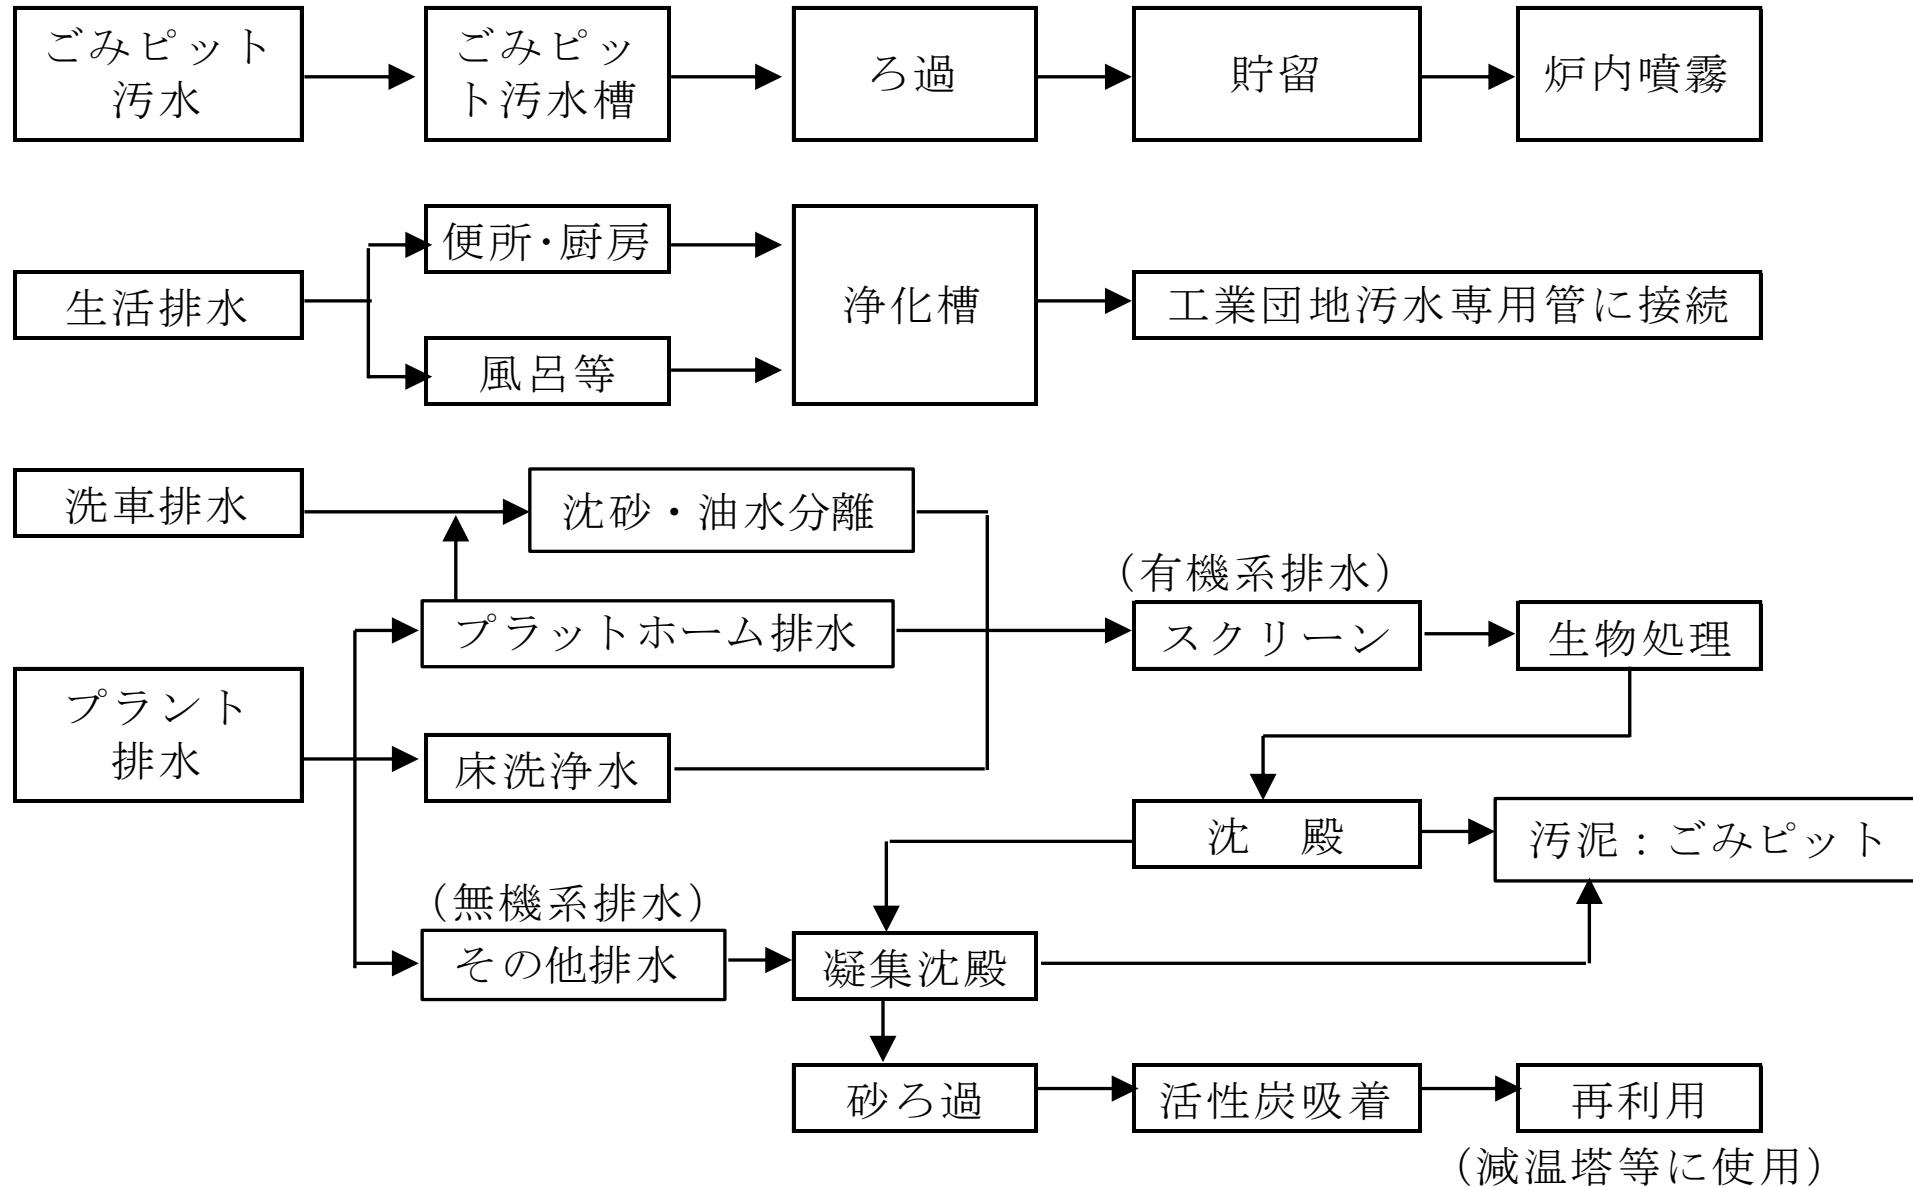 ごみピット
汚水
ごみピッ
ト汚水槽
ろ過
貯留
炉内噴霧
生活排水
便所・厨房
風呂等
浄化槽
工業団地汚水専用管に接続
洗車排水
沈砂・油水分離
プラント
排水
プラットホーム排水
床洗浄水
（有機系排水）
スクリーン
生物処理
沈　殿
汚泥：ごみピット
（無機系排水）
その他排水
凝集沈殿
砂ろ過
活性炭吸着
再利用
（減温塔等に使用）